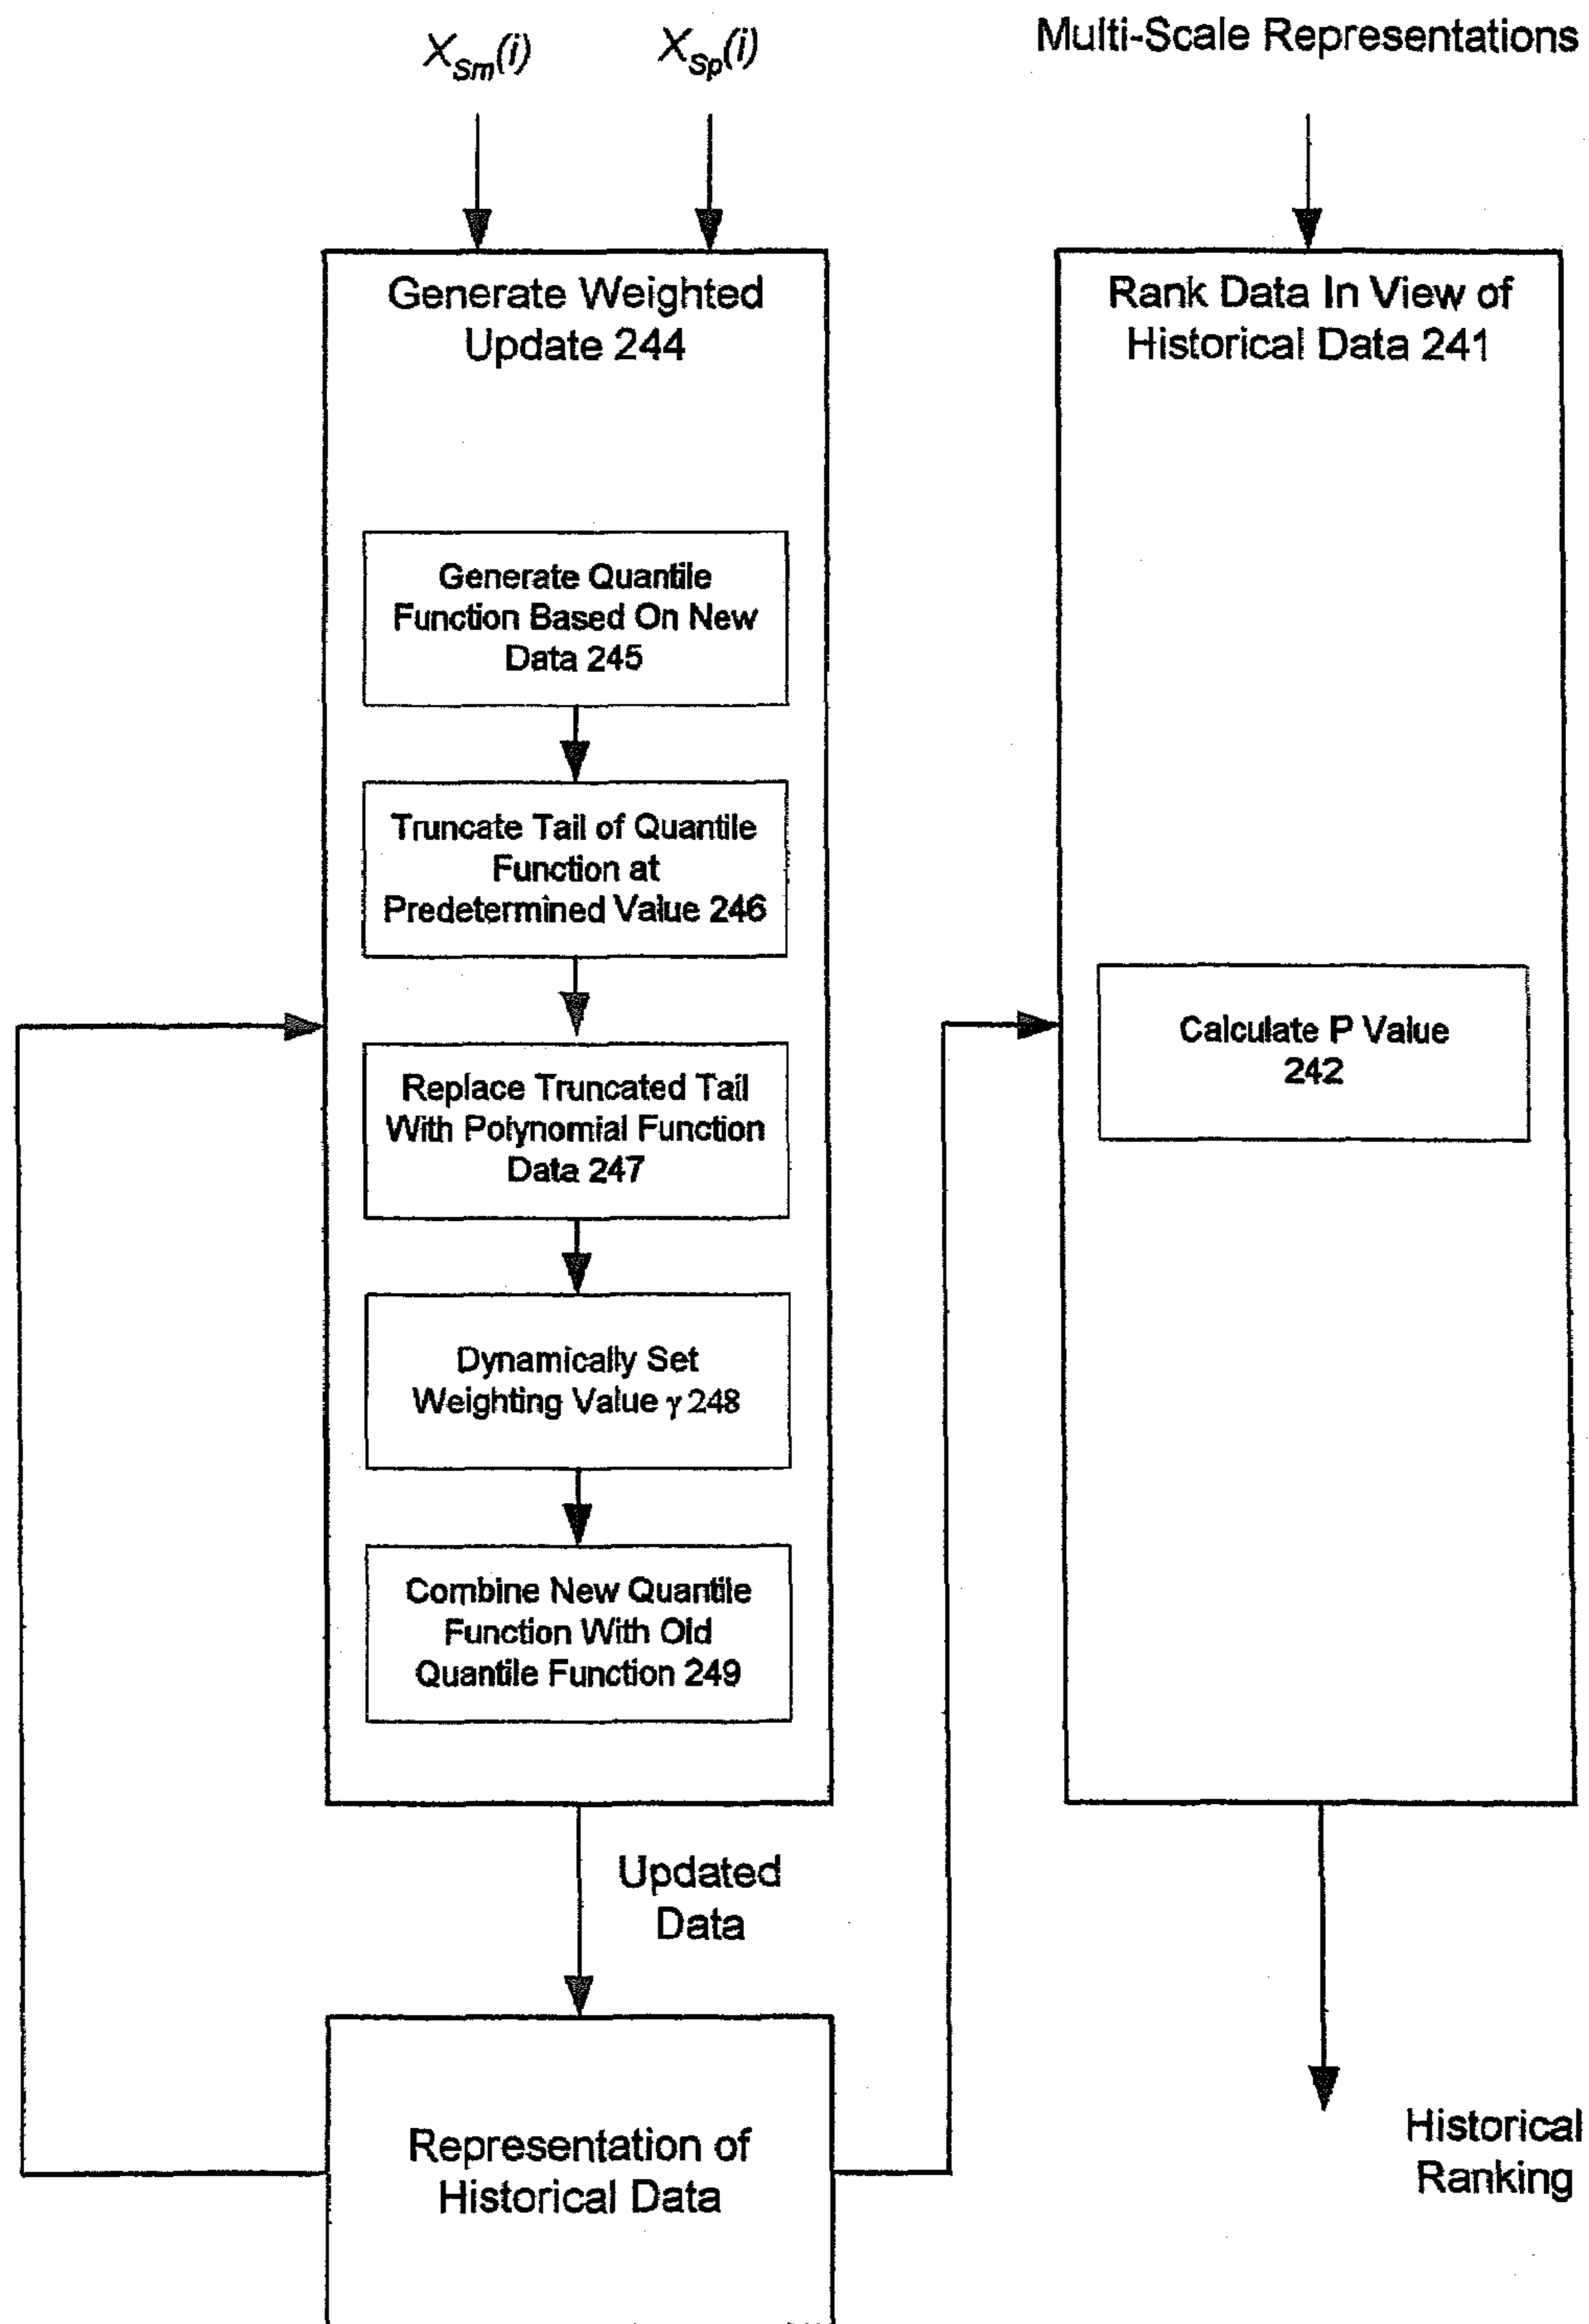 X_Sm(i) X_Sp(i)
Multi-Scale Representations
Generate Weighted
Update 244
Generate Quantile
Function Based On New
Data 245
Truncate Tail of Quantile
Function at
Predetermined Value 246
Replace Truncated Tail
With Polynomial Function
Data 247
Dynamically Set
Weighting Value γ 248
Combine New Quantile
Function With Old
Quantile Function 249
Updated
Data
Representation of
Historical Data
Rank Data In View of
Historical Data 241
Calculate P Value
242
Historical
Ranking